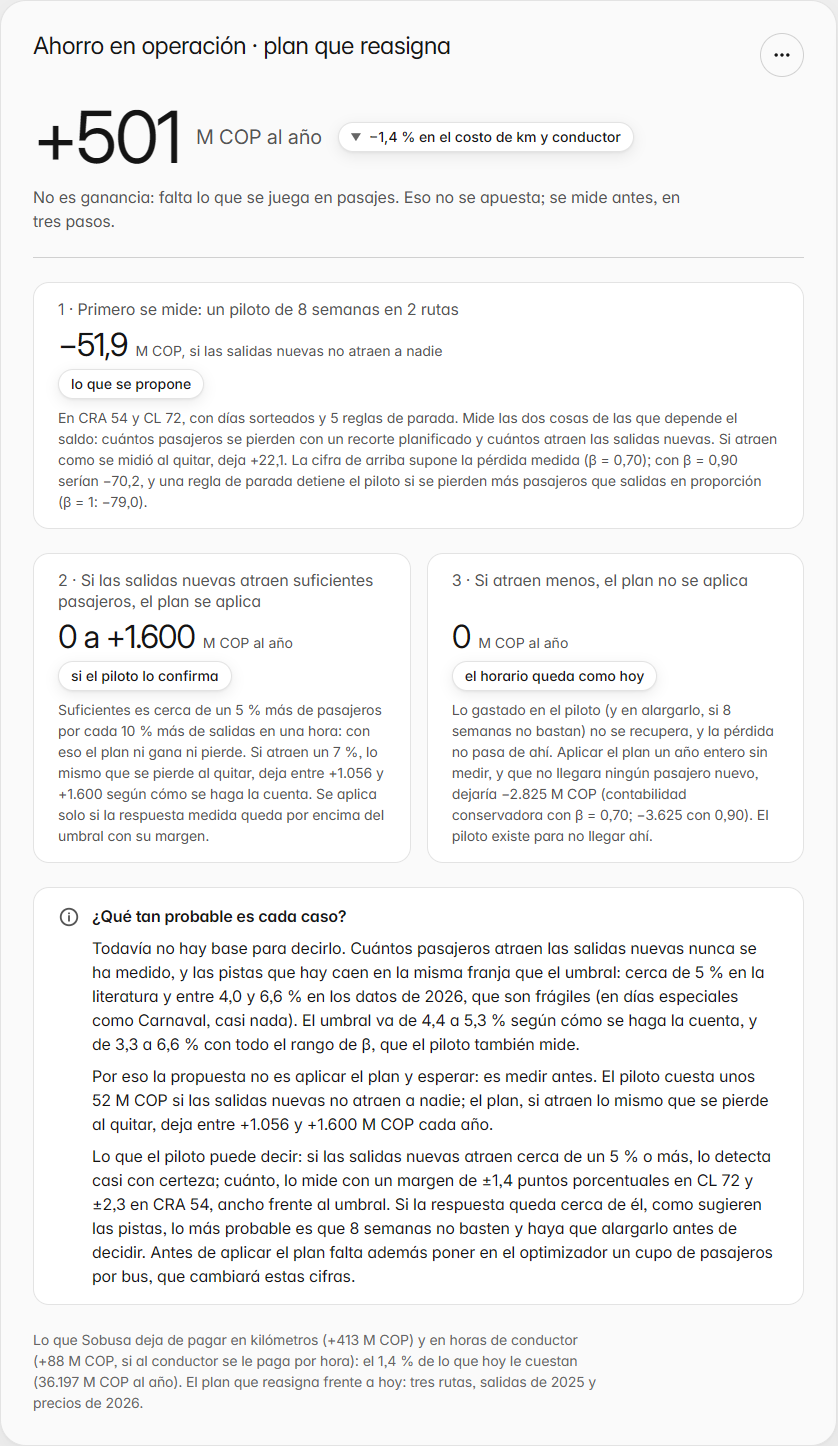 Ahorro en operación · plan que reasigna
+501 M COP al año ▼ −1,4 % en el costo de km y conductor
No es ganancia: falta lo que se juega en pasajes. Eso no se apuesta; se mide antes, en
tres pasos.
1 · Primero se mide: un piloto de 8 semanas en 2 rutas
−51,9 M COP, si las salidas nuevas no atraen a nadie
lo que se propone
En CRA 54 y CL 72, con días sorteados y 5 reglas de parada. Mide las dos cosas de las que depende el
saldo: cuántos pasajeros se pierden con un recorte planificado y cuántos atraen las salidas nuevas. Si atraen
como se midió al quitar, deja +22,1. La cifra de arriba supone la pérdida medida (β = 0,70); con β = 0,90
serían −70,2, y una regla de parada detiene el piloto si se pierden más pasajeros que salidas en proporción
(β = 1: −79,0).
2 · Si las salidas nuevas atraen suficientes
pasajeros, el plan se aplica
0 a +1.600 M COP al año
si el piloto lo confirma
Suficientes es cerca de un 5 % más de pasajeros
por cada 10 % más de salidas en una hora: con
eso el plan ni gana ni pierde. Si atraen un 7 %, lo
mismo que se pierde al quitar, deja entre +1.056 y
+1.600 según cómo se haga la cuenta. Se aplica
solo si la respuesta medida queda por encima del
umbral con su margen.
3 · Si atraen menos, el plan no se aplica
0 M COP al año
el horario queda como hoy
Lo gastado en el piloto (y en alargarlo, si 8
semanas no bastan) no se recupera, y la pérdida
no pasa de ahí. Aplicar el plan un año entero sin
medir, y que no llegara ningún pasajero nuevo,
dejaría −2.825 M COP (contabilidad
conservadora con β = 0,70; −3.625 con 0,90). El
piloto existe para no llegar ahí.
¿Qué tan probable es cada caso?
Todavía no hay base para decirlo. Cuántos pasajeros atraen las salidas nuevas nunca se
ha medido, y las pistas que hay caen en la misma franja que el umbral: cerca de 5 % en la
literatura y entre 4,0 y 6,6 % en los datos de 2026, que son frágiles (en días especiales
como Carnaval, casi nada). El umbral va de 4,4 a 5,3 % según cómo se haga la cuenta, y
de 3,3 a 6,6 % con todo el rango de β, que el piloto también mide.
Por eso la propuesta no es aplicar el plan y esperar: es medir antes. El piloto cuesta unos
52 M COP si las salidas nuevas no atraen a nadie; el plan, si atraen lo mismo que se pierde
al quitar, deja entre +1.056 y +1.600 M COP cada año.
Lo que el piloto puede decir: si las salidas nuevas atraen cerca de un 5 % o más, lo detecta
casi con certeza; cuánto, lo mide con un margen de ±1,4 puntos porcentuales en CL 72 y
±2,3 en CRA 54, ancho frente al umbral. Si la respuesta queda cerca de él, como sugieren
las pistas, lo más probable es que 8 semanas no basten y haya que alargarlo antes de
decidir. Antes de aplicar el plan falta además poner en el optimizador un cupo de pasajeros
por bus, que cambiará estas cifras.
Lo que Sobusa deja de pagar en kilómetros (+413 M COP) y en horas de conductor
(+88 M COP, si al conductor se le paga por hora): el 1,4 % de lo que hoy le cuestan
(36.197 M COP al año). El plan que reasigna frente a hoy: tres rutas, salidas de 2025 y
precios de 2026.